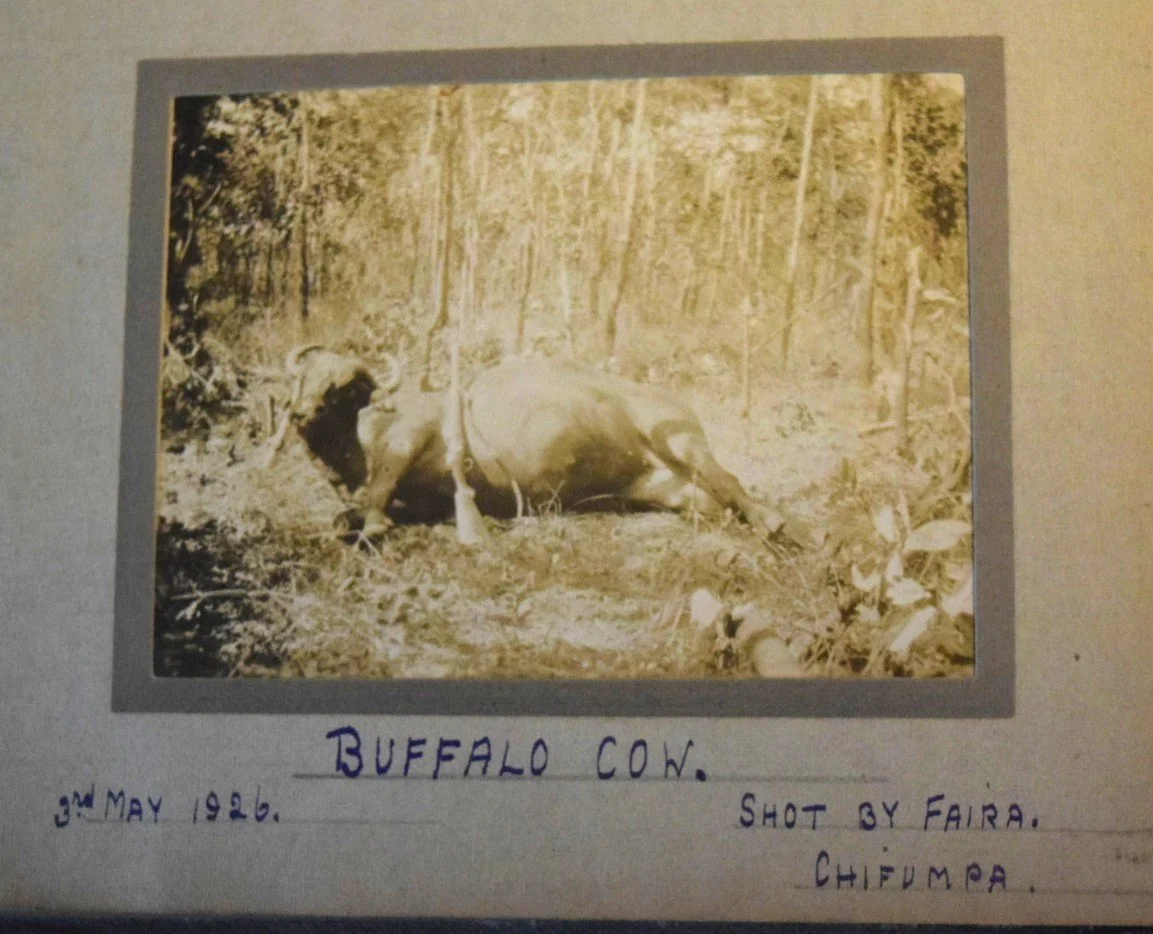 BUFFALO COW.
3rd MAY 1926.
SHOT BY FAIRA.
CHIFUMPA.